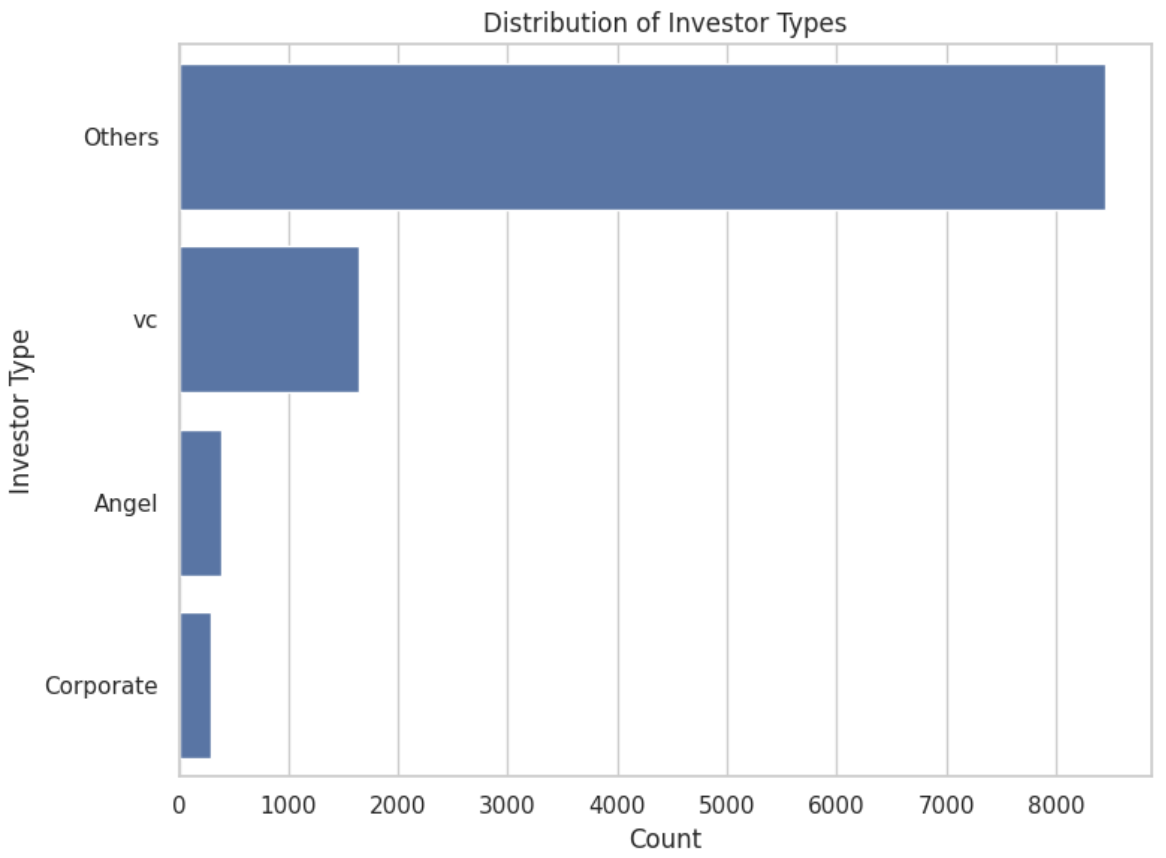 Distribution of Investor Types
Investor Type
Others
vc
Angel
Corporate
0 1000 2000 3000 4000 5000 6000 7000 8000
Count